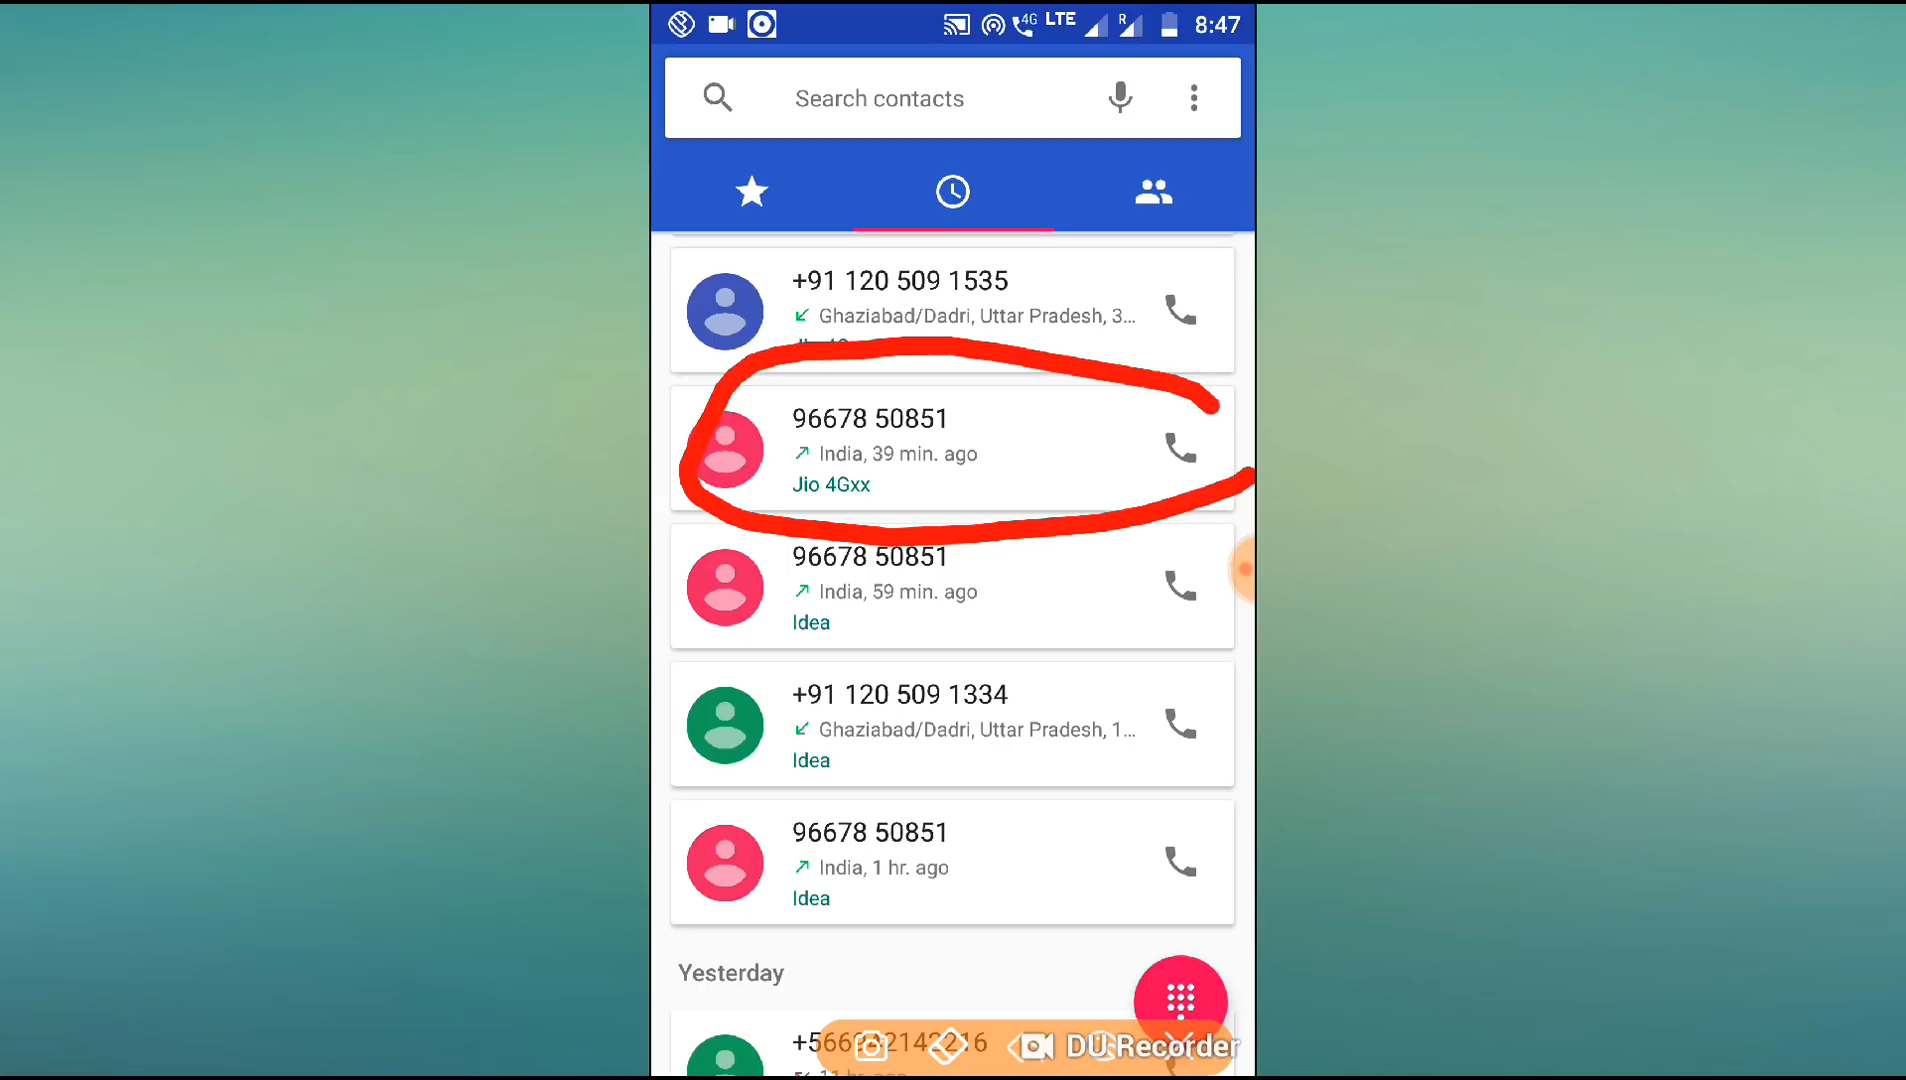 4G LTE R 8:47
Search contacts
+91 120 509 1535
Ghaziabad/Dadri, Uttar Pradesh, 3...
96678 50851
India, 39 min. ago
Jio 4Gxx
96678 50851
India, 59 min. ago
Idea
+91 120 509 1334
Ghaziabad/Dadri, Uttar Pradesh, 1...
Idea
96678 50851
India, 1 hr. ago
Idea
Yesterday
DU Recorder